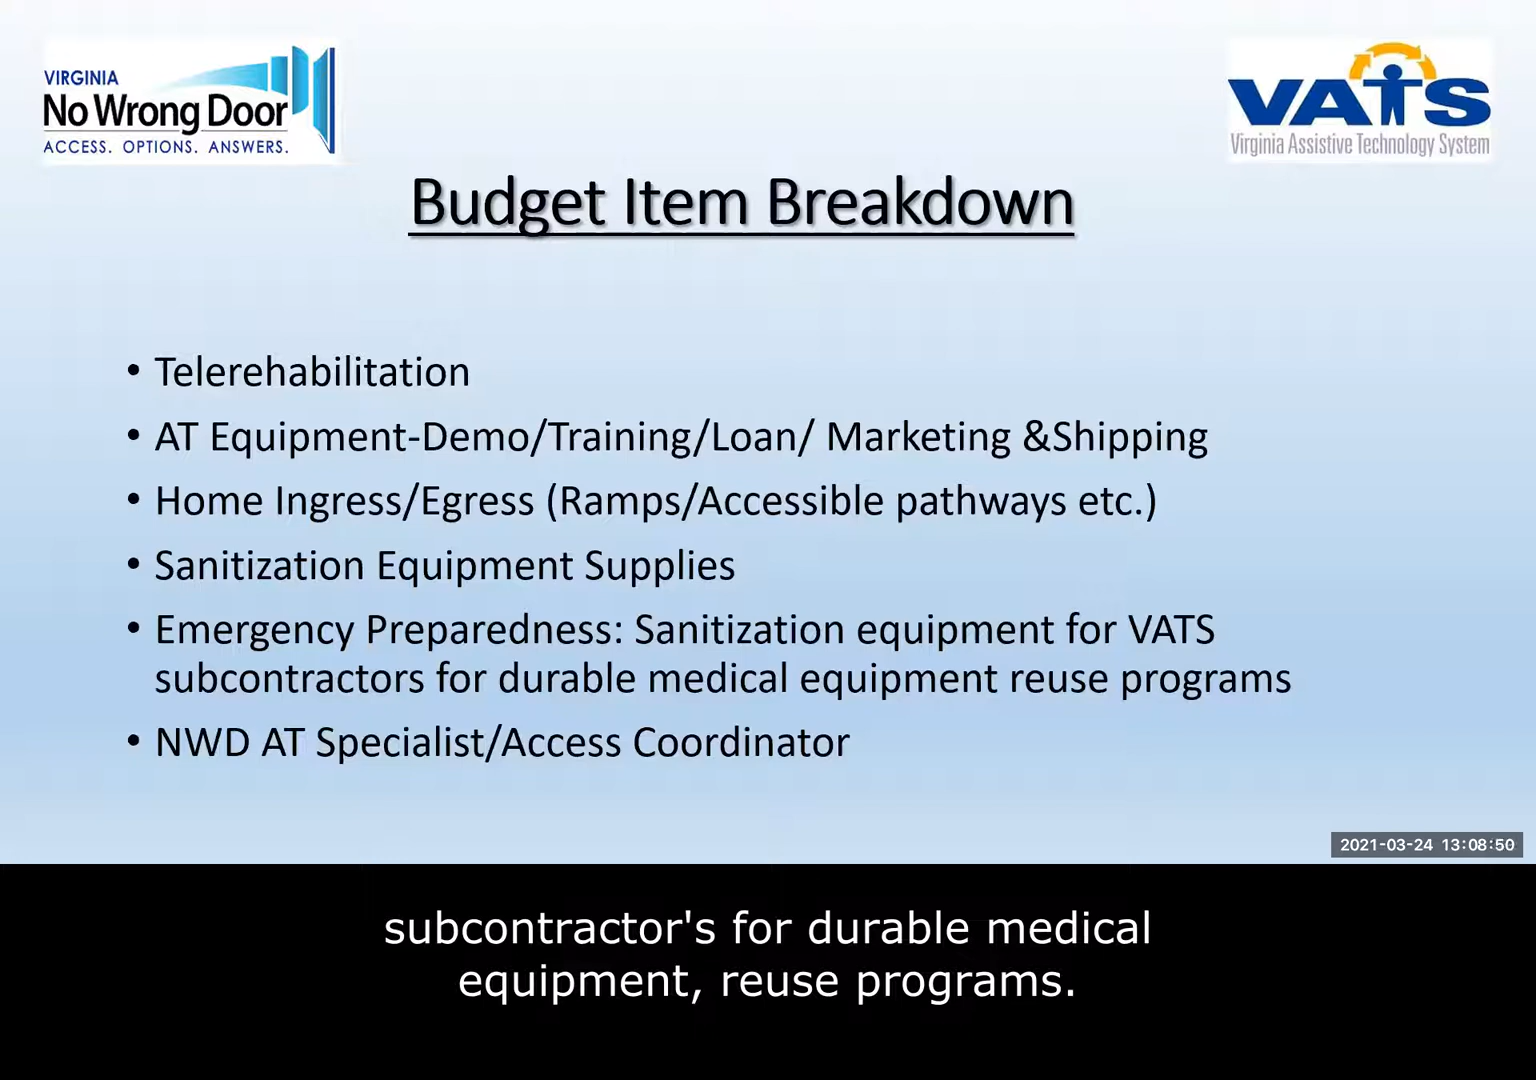 VIRGINIA
No Wrong Door
ACCESS. OPTIONS. ANSWERS.
VATS
Virginia Assistive Technology System
Budget Item Breakdown
• Telerehabilitation
• AT Equipment-Demo/Training/Loan/ Marketing &Shipping
• Home Ingress/Egress (Ramps/Accessible pathways etc.)
• Sanitization Equipment Supplies
• Emergency Preparedness: Sanitization equipment for VATS
subcontractors for durable medical equipment reuse programs
• NWD AT Specialist/Access Coordinator
2021-03-24 13:08:50
subcontractor's for durable medical
equipment, reuse programs.